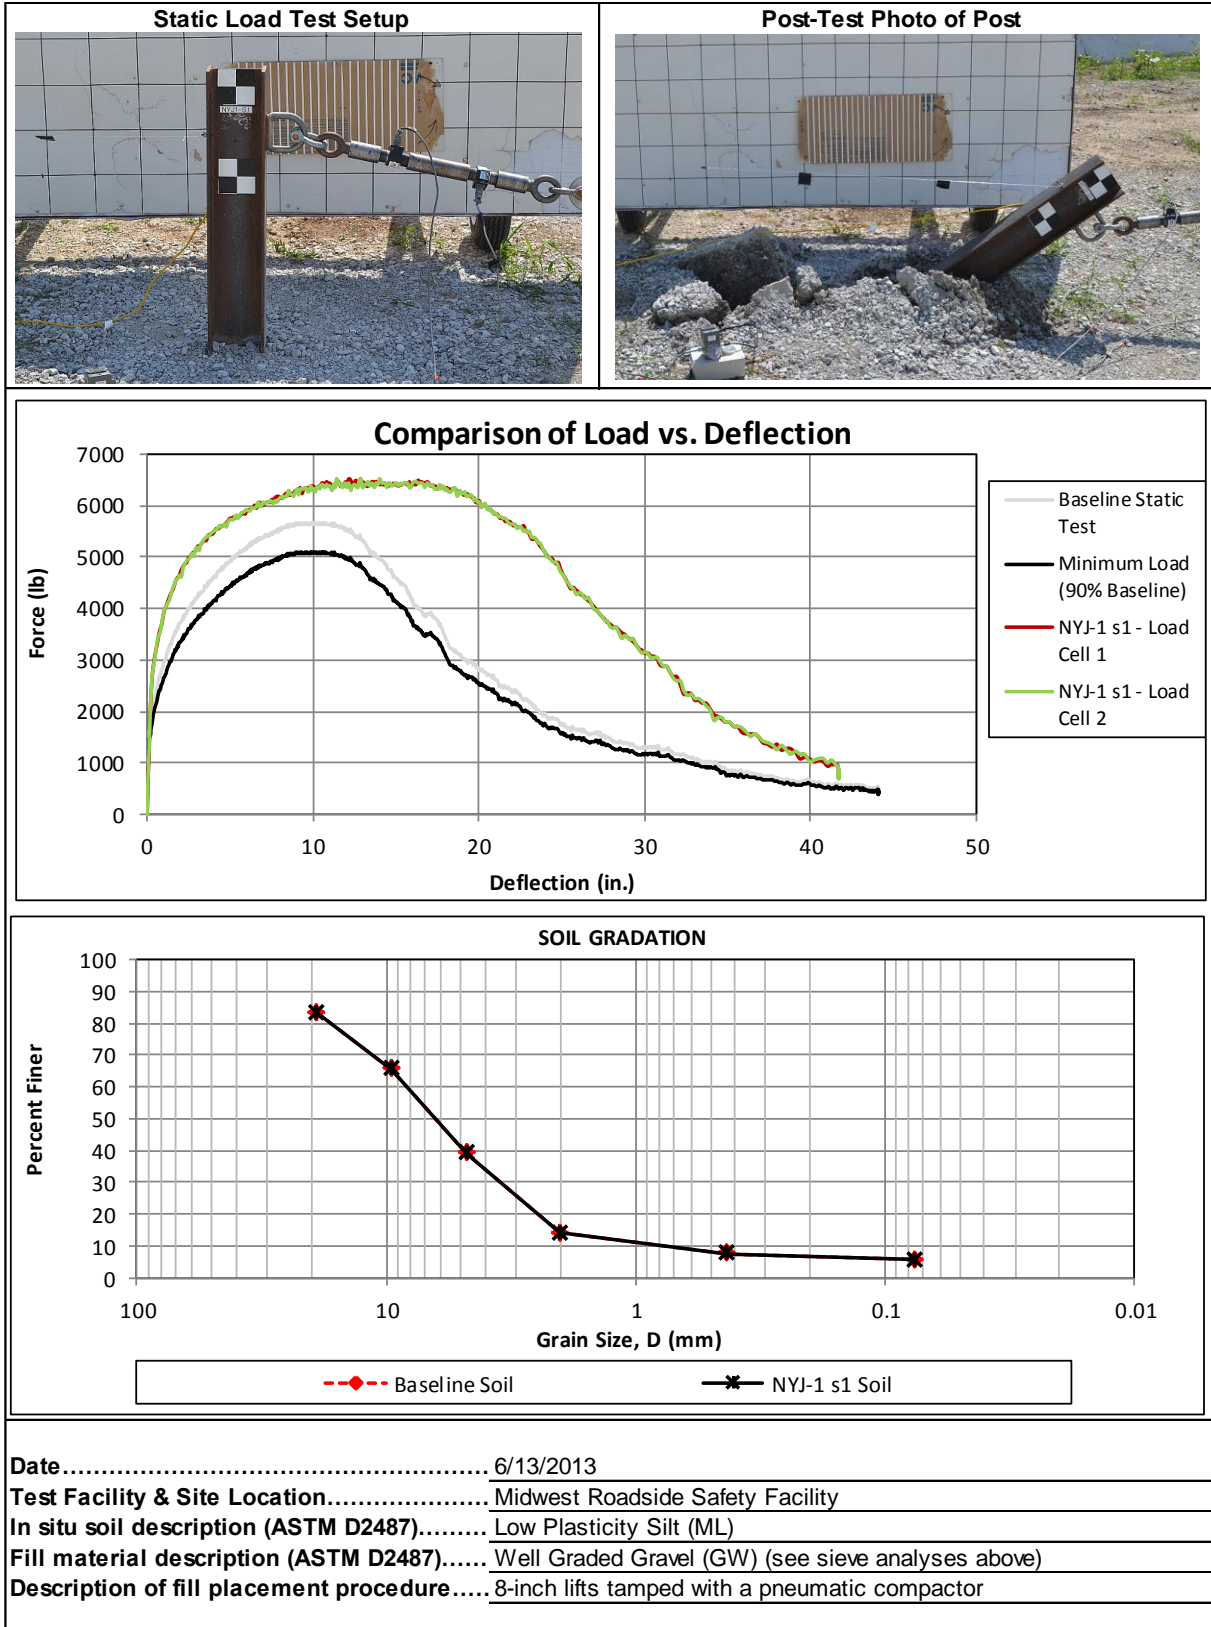 Static Load Test Setup
Post-Test Photo of Post
NYJ1-S1
Comparison of Load vs. Deflection
7000
6000
5000
4000
3000
2000
1000
0
Force (lb)
0 10 20 30 40 50
Deflection (in.)
Baseline Static
Test
Minimum Load
(90% Baseline)
NYJ-1 s1 - Load
Cell 1
NYJ-1 s1 - Load
Cell 2
SOIL GRADATION
100
90
80
70
60
50
40
30
20
10
0
Percent Finer
100 10 1 0.1 0.01
Grain Size, D (mm)
Baseline Soil
NYJ-1 s1 Soil
Date.................................................. 6/13/2013
Test Facility & Site Location................... Midwest Roadside Safety Facility
In situ soil description (ASTM D2487)........ Low Plasticity Silt (ML)
Fill material description (ASTM D2487)...... Well Graded Gravel (GW) (see sieve analyses above)
Description of fill placement procedure..... 8-inch lifts tamped with a pneumatic compactor